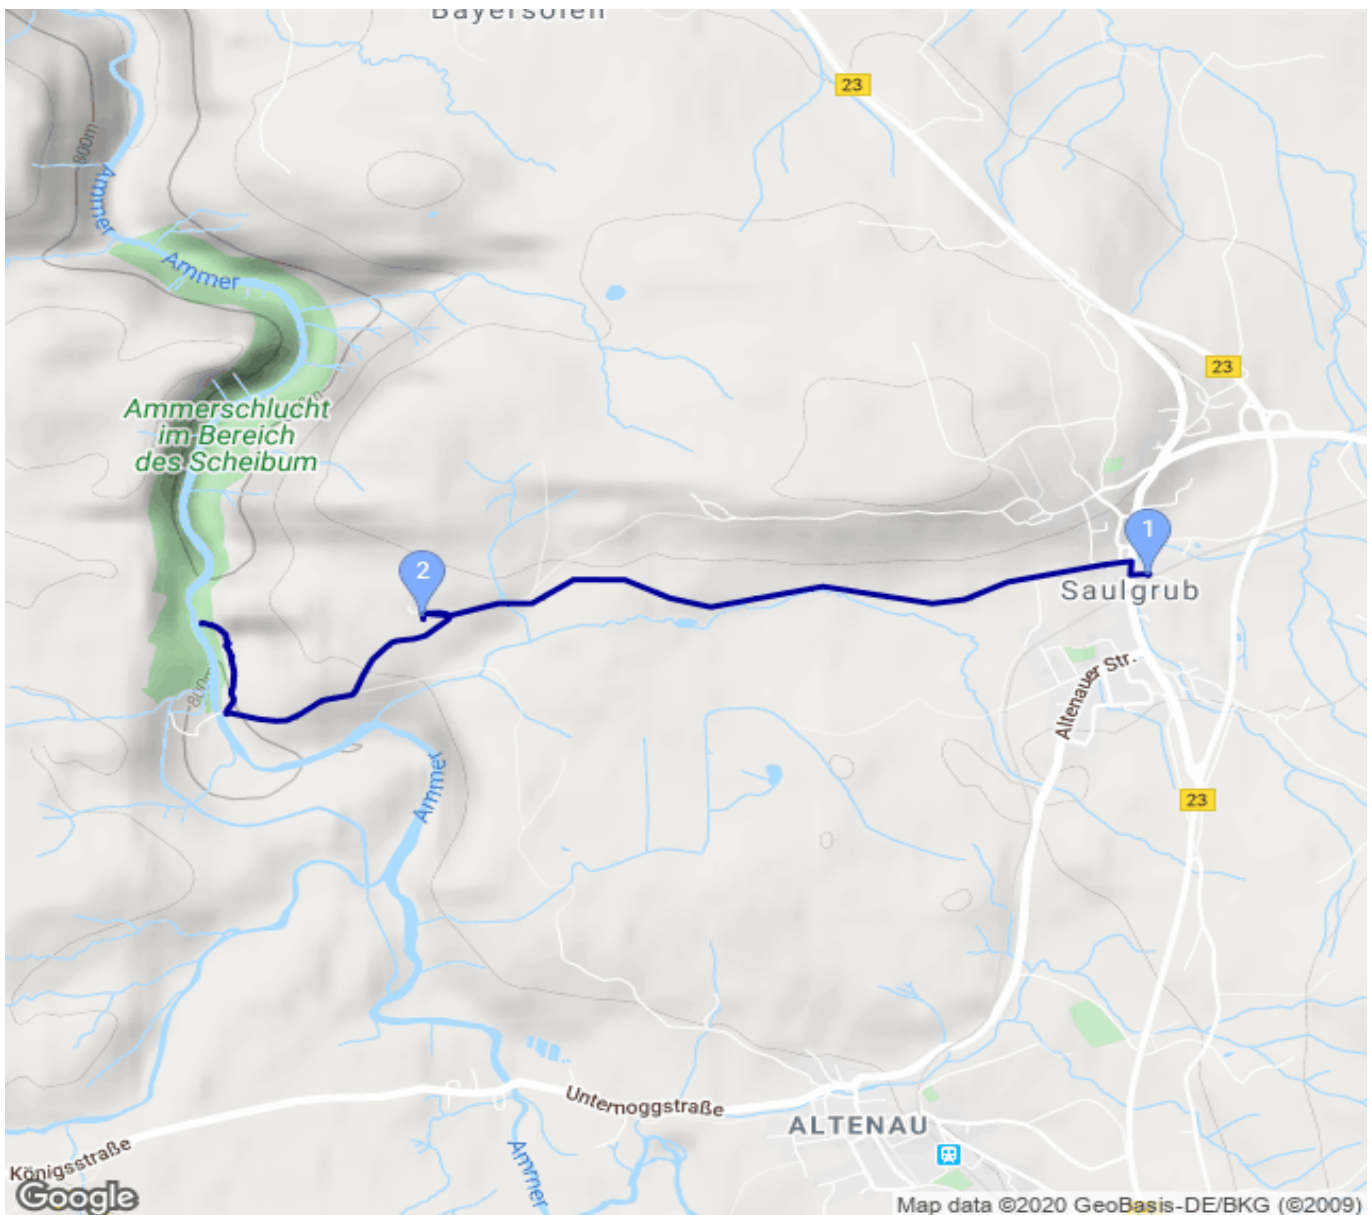 Bayersoien
23
800m
Ammer
Ammer
23
Ammerschlucht
im Bereich
des Scheibum
1
2
Saulgrub
Altenauer Str.
800m
Ammer
23
Unternoggstraße
ALTENAU
Königsstraße
Ammer
Google
Map data ©2020 GeoBasis-DE/BKG (©2009)